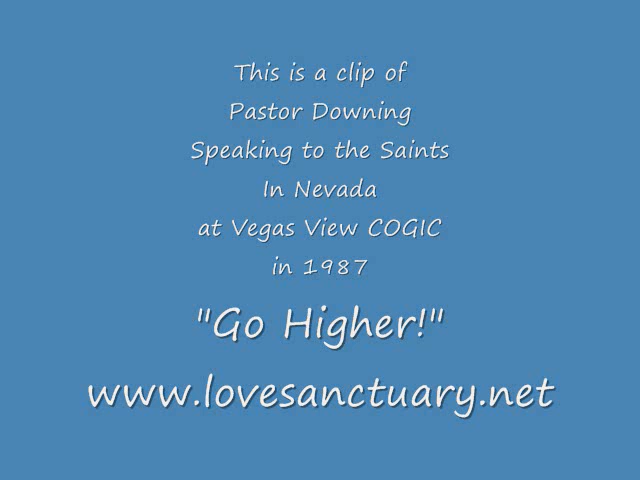 This is a clip of
Pastor Downing
Speaking to the Saints
In Nevada
at Vegas View COGIC
in 1987
"Go Higher!"
www.lovesanctuary.net